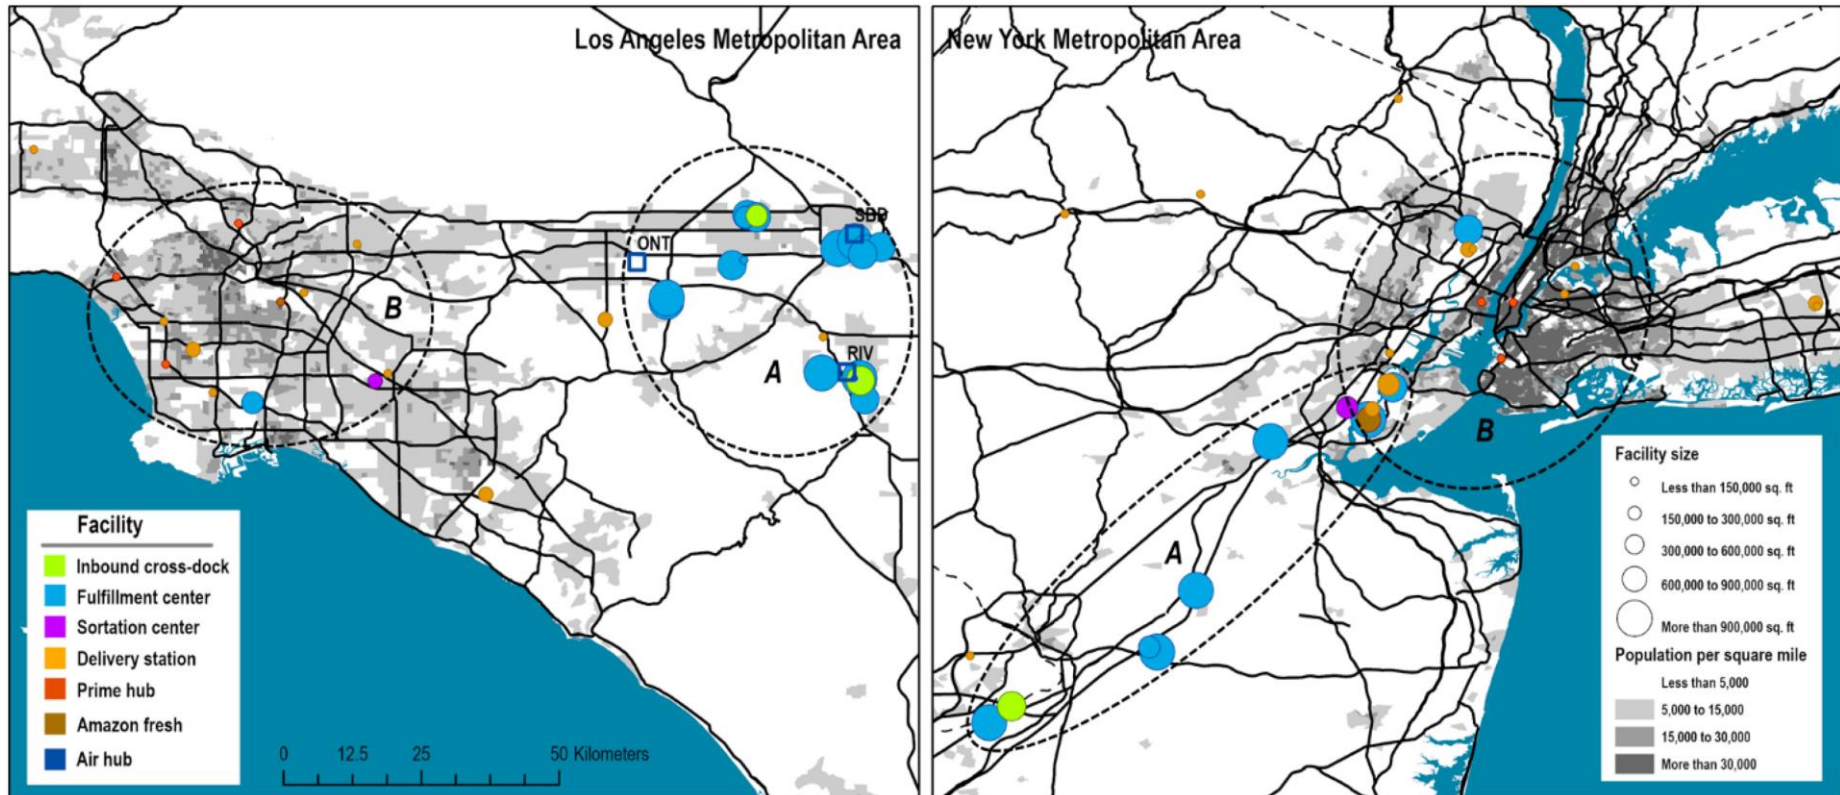 Los Angeles Metropolitan Area
SBD
ONT
B
RIV
A
Facility
Inbound cross-dock
Fulfillment center
Sortation center
Delivery station
Prime hub
Amazon fresh
Air hub
0 12.5 25 50 Kilometers
New York Metropolitan Area
B
A
Facility size
Less than 150,000 sq. ft
150,000 to 300,000 sq. ft
300,000 to 600,000 sq. ft
600,000 to 900,000 sq. ft
More than 900,000 sq. ft
Population per square mile
Less than 5,000
5,000 to 15,000
15,000 to 30,000
More than 30,000